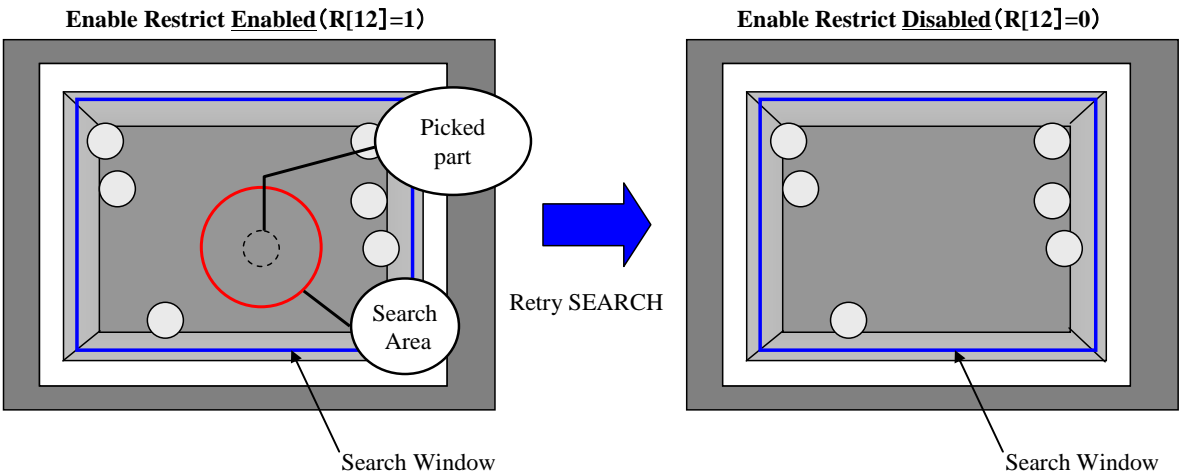 Enable Restrict Enabled(R[12]=1)
Enable Restrict Disabled(R[12]=0)
Picked
part
Search
Area
Retry SEARCH
Search Window
Search Window